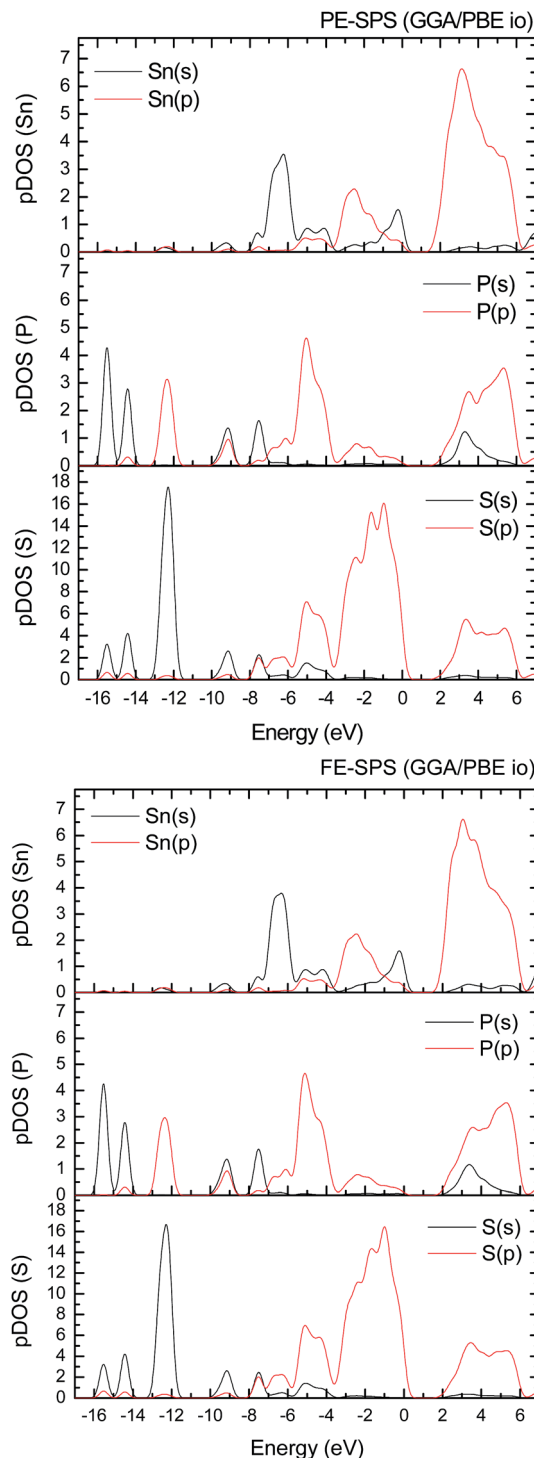 PE-SPS (GGA/PBE io)
7
6
5
4
3
2
1
0
pDOS (Sn)
Sn(s)
Sn(p)
7
6
5
4
3
2
1
0
pDOS (P)
P(s)
P(p)
18
16
14
12
10
8
6
4
2
0
pDOS (S)
S(s)
S(p)
-16 -14 -12 -10 -8 -6 -4 -2 0 2 4 6
Energy (eV)
FE-SPS (GGA/PBE io)
7
6
5
4
3
2
1
0
pDOS (Sn)
Sn(s)
Sn(p)
7
6
5
4
3
2
1
0
pDOS (P)
P(s)
P(p)
18
16
14
12
10
8
6
4
2
0
pDOS (S)
S(s)
S(p)
-16 -14 -12 -10 -8 -6 -4 -2 0 2 4 6
Energy (eV)